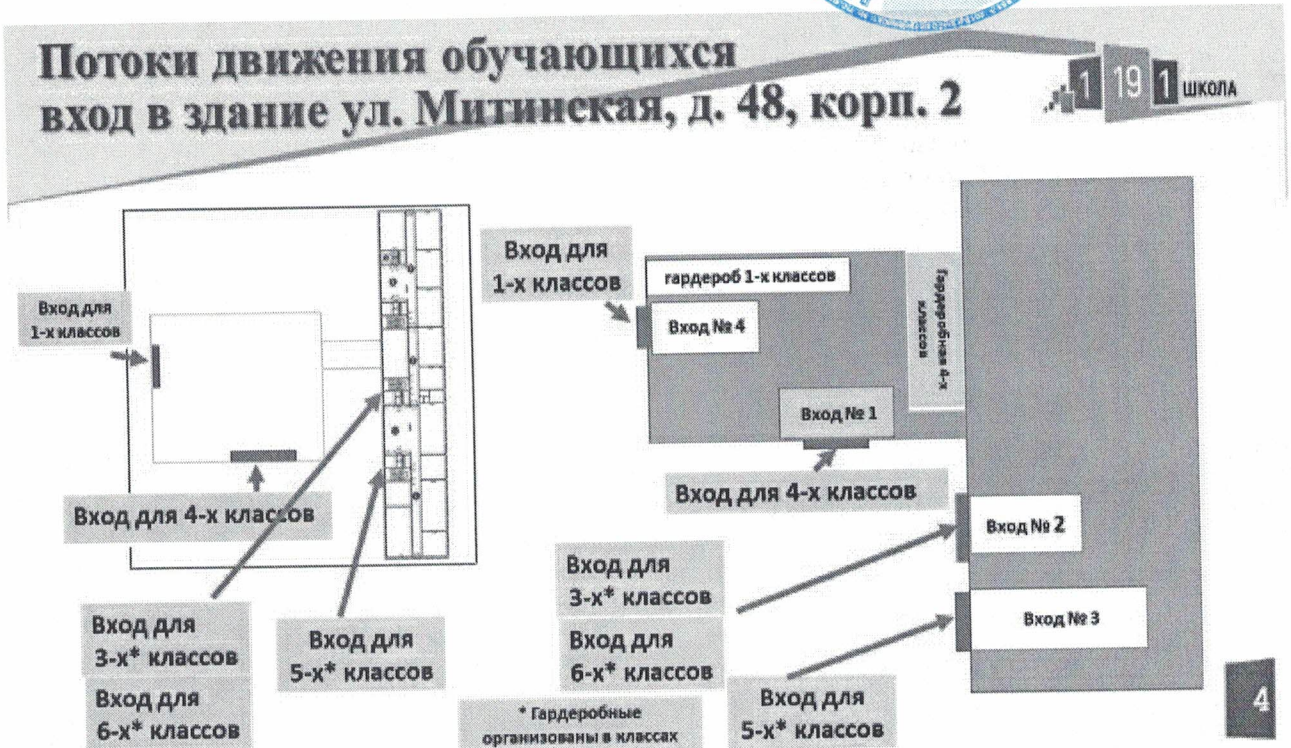 Потоки движения обучающихся
вход в здание ул. Митинская, д. 48, корп. 2
1 19 1 ШКОЛА
Вход для
1-х классов
Вход для 4-х классов
Вход для
3-х* классов
Вход для
6-х* классов
Вход для
5-х* классов
Вход для
1-х классов
гардероб 1-х классов
Вход № 4
Гардеробная 4-х
классов
Вход № 1
Вход для 4-х классов
Вход № 2
Вход для
3-х* классов
Вход для
6-х* классов
Вход № 3
Вход для
5-х* классов
* Гардеробные
организованы в классах
4